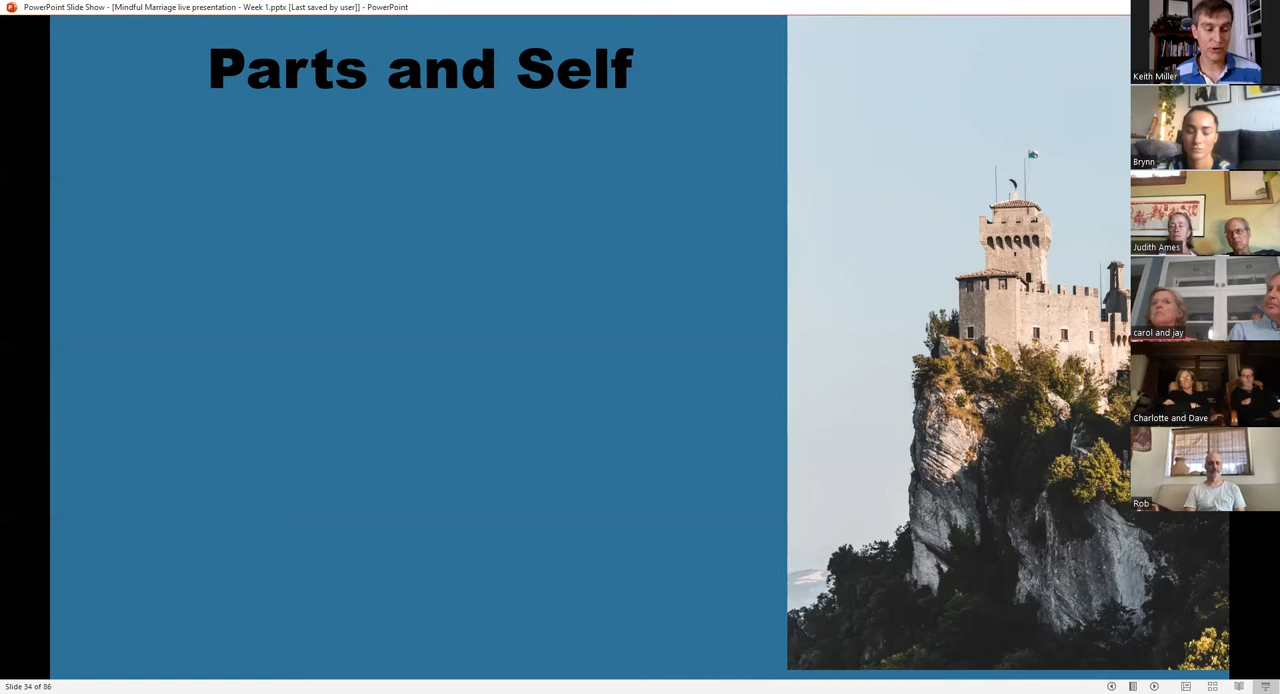 PowerPoint Slide Show - [Mindful Marriage live presentation - Week 1.pptx [Last saved by user]] - PowerPoint
Parts and Self
Keith Miller
Brynn
Judith Ames
carol and jay
Charlotte and Dave
Rob
Slide 34 of 86